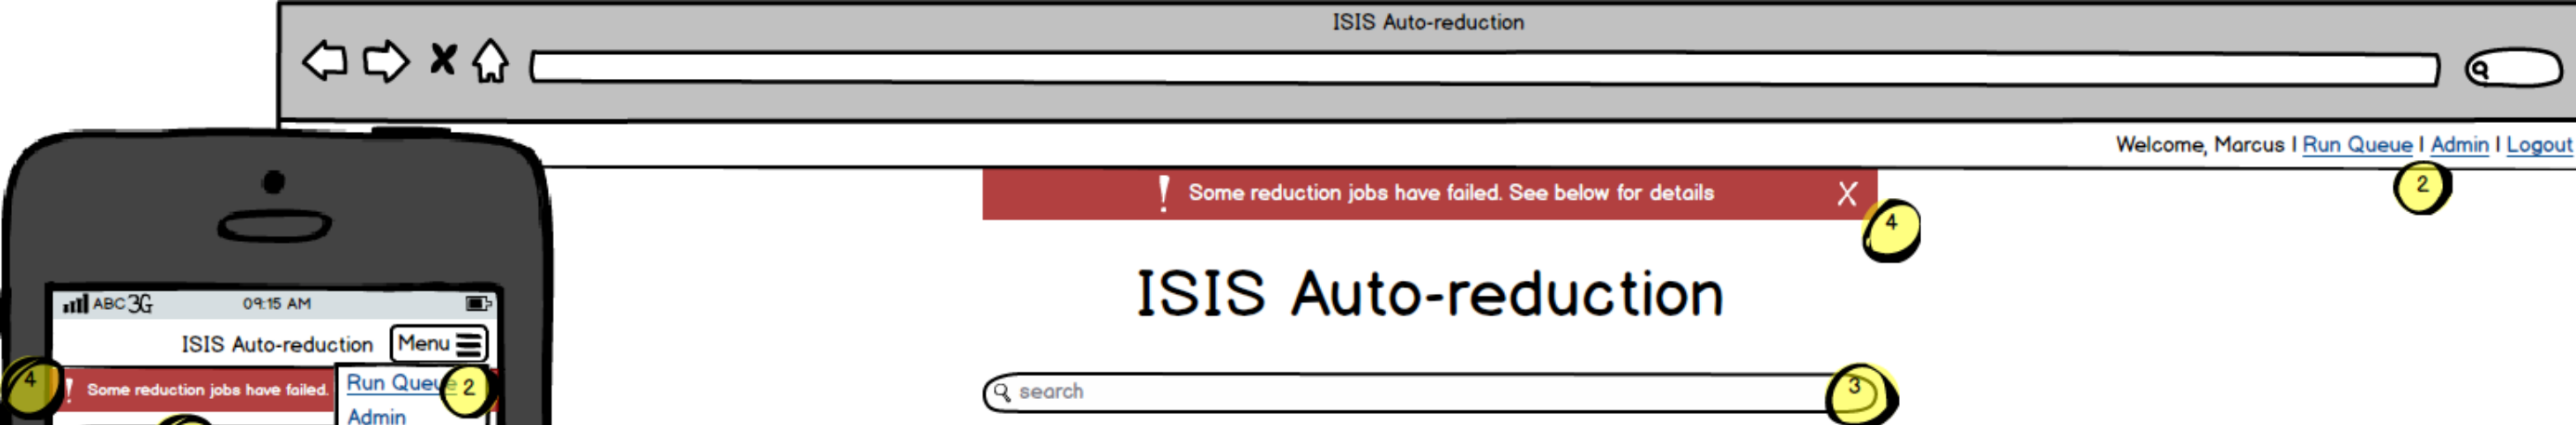 ISIS Auto-reduction
Welcome, Marcus | Run Queue | Admin | Logout
2
! Some reduction jobs have failed. See below for details X
4
ISIS Auto-reduction
search
3
ABC 3G 09:15 AM
ISIS Auto-reduction Menu
4
! Some reduction jobs have failed.
Run Queue
2
Admin